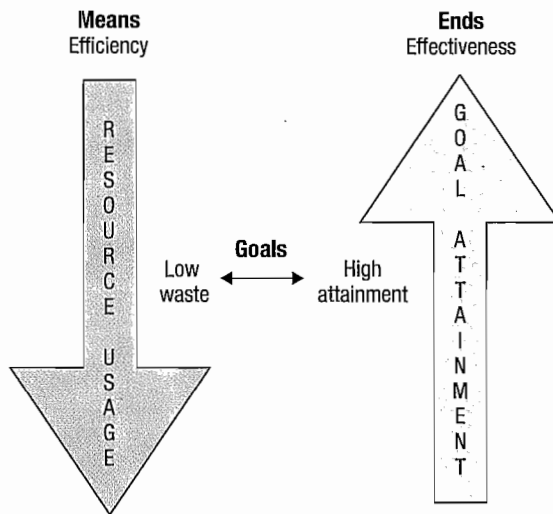 Means
Efficiency
Ends
Effectiveness
RESOURCE USAGE
Goals
Low
waste
High
attainment
GOAL ATTAINMENT